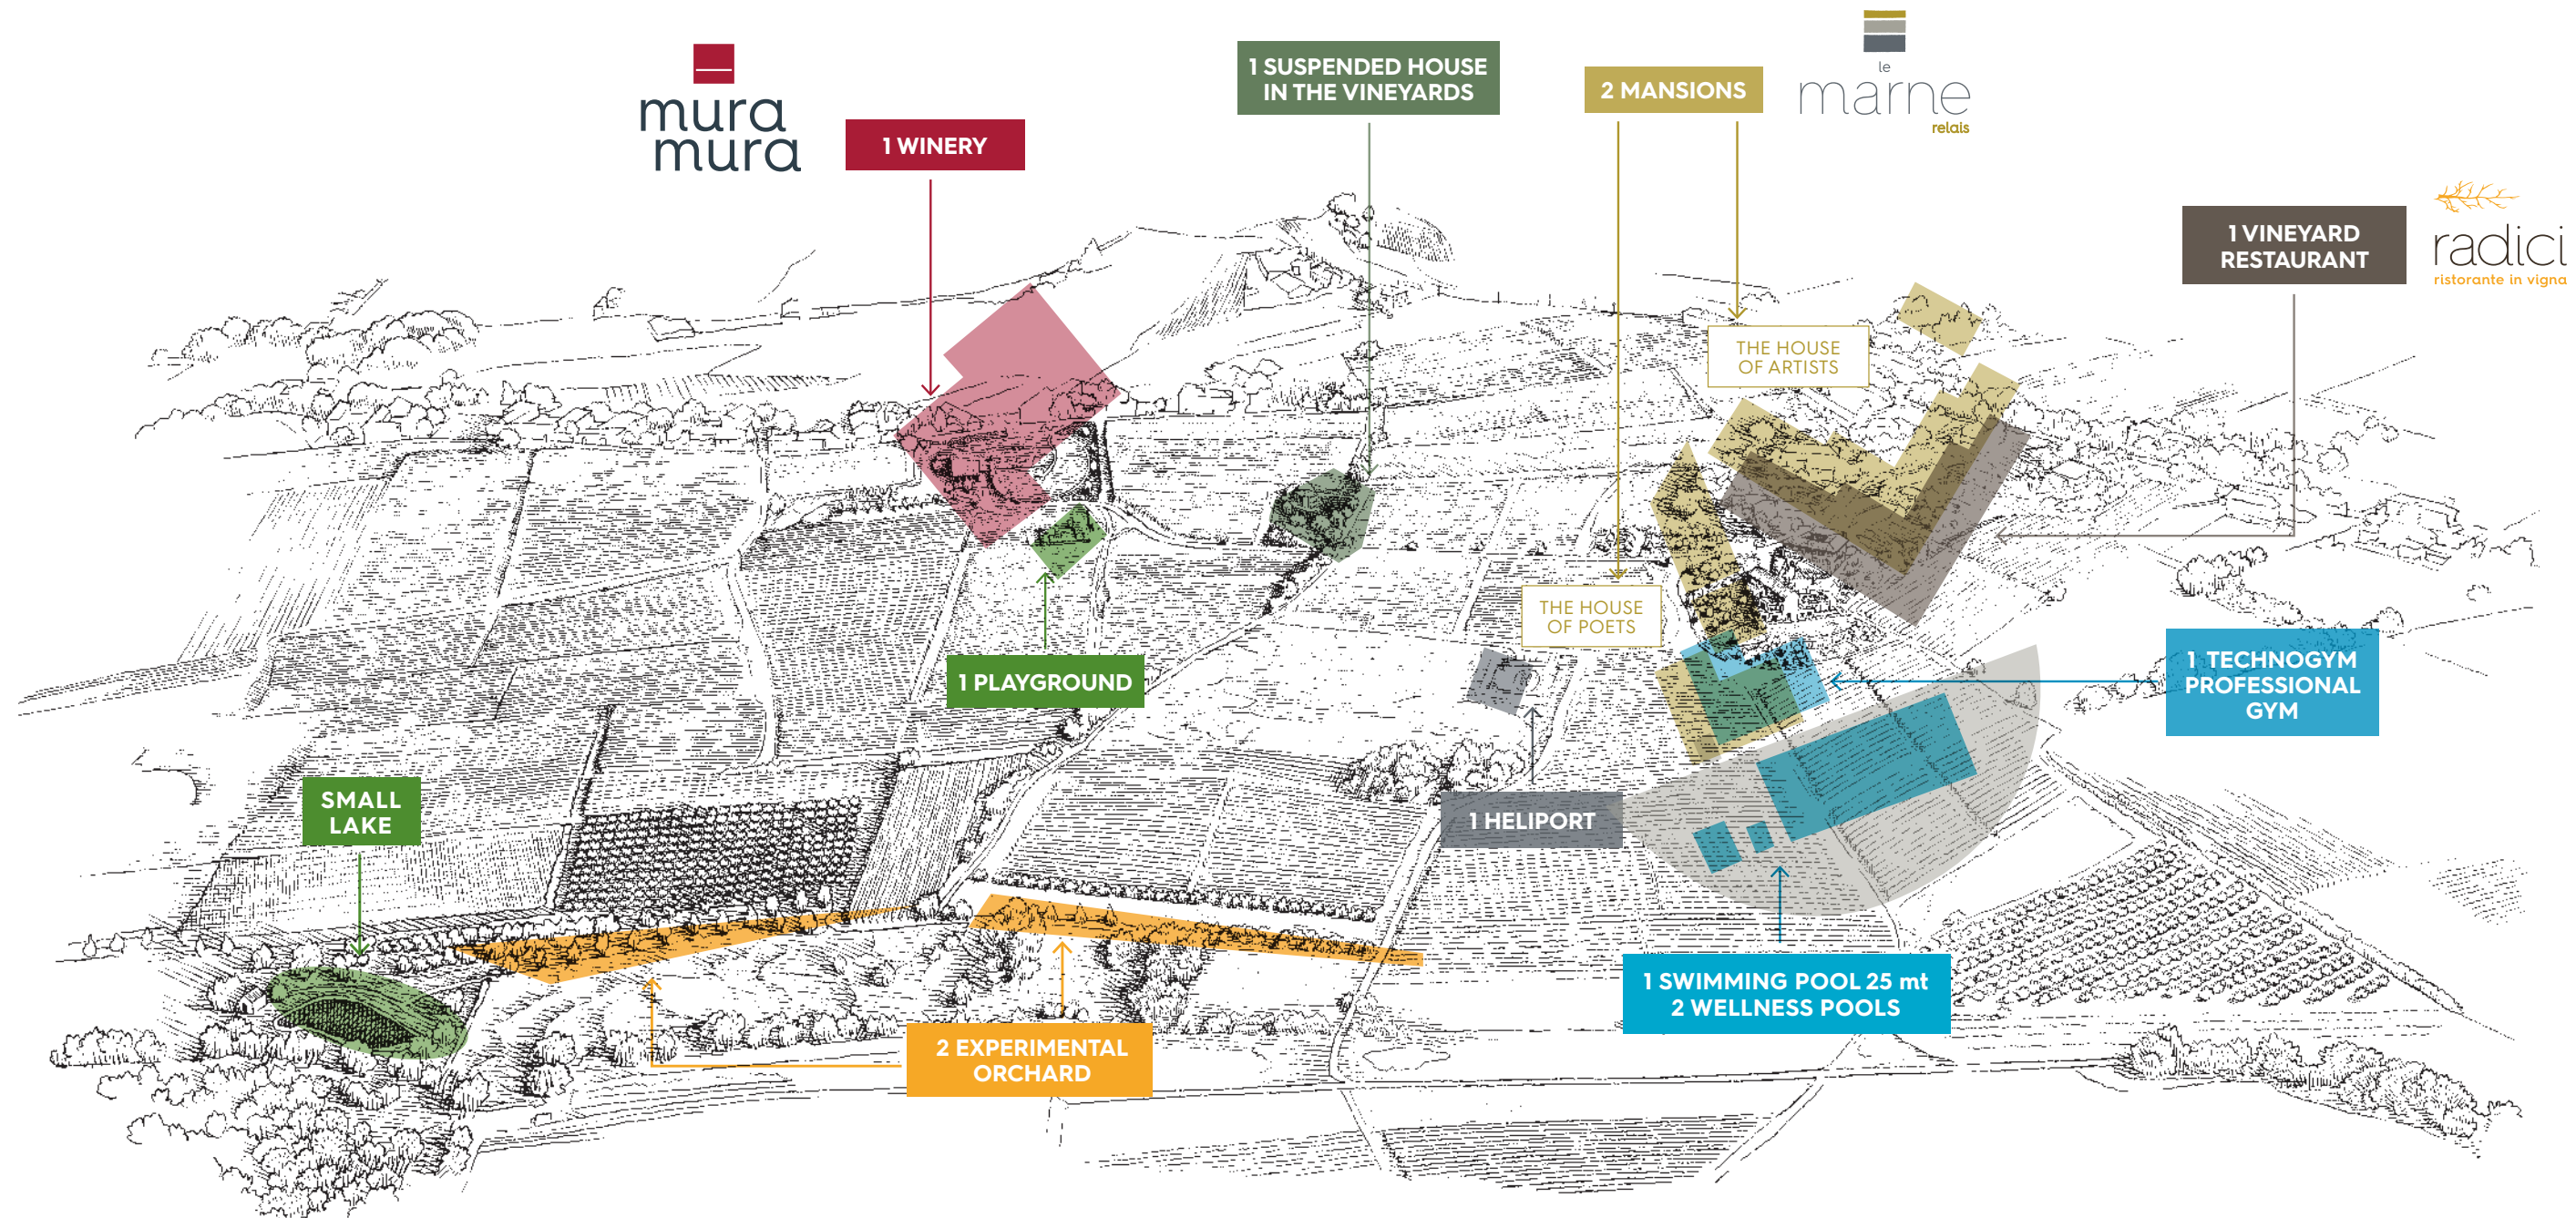 mura
mura
1 WINERY
1 SUSPENDED HOUSE
IN THE VINEYARDS
2 MANSIONS
le
marne
relais
1 VINEYARD
RESTAURANT
radici
ristorante in vigna
THE HOUSE
OF ARTISTS
THE HOUSE
OF POETS
1 PLAYGROUND
1 TECHNOGYM
PROFESSIONAL
GYM
SMALL
LAKE
1 HELIPORT
1 SWIMMING POOL 25 mt
2 WELLNESS POOLS
2 EXPERIMENTAL
ORCHARD